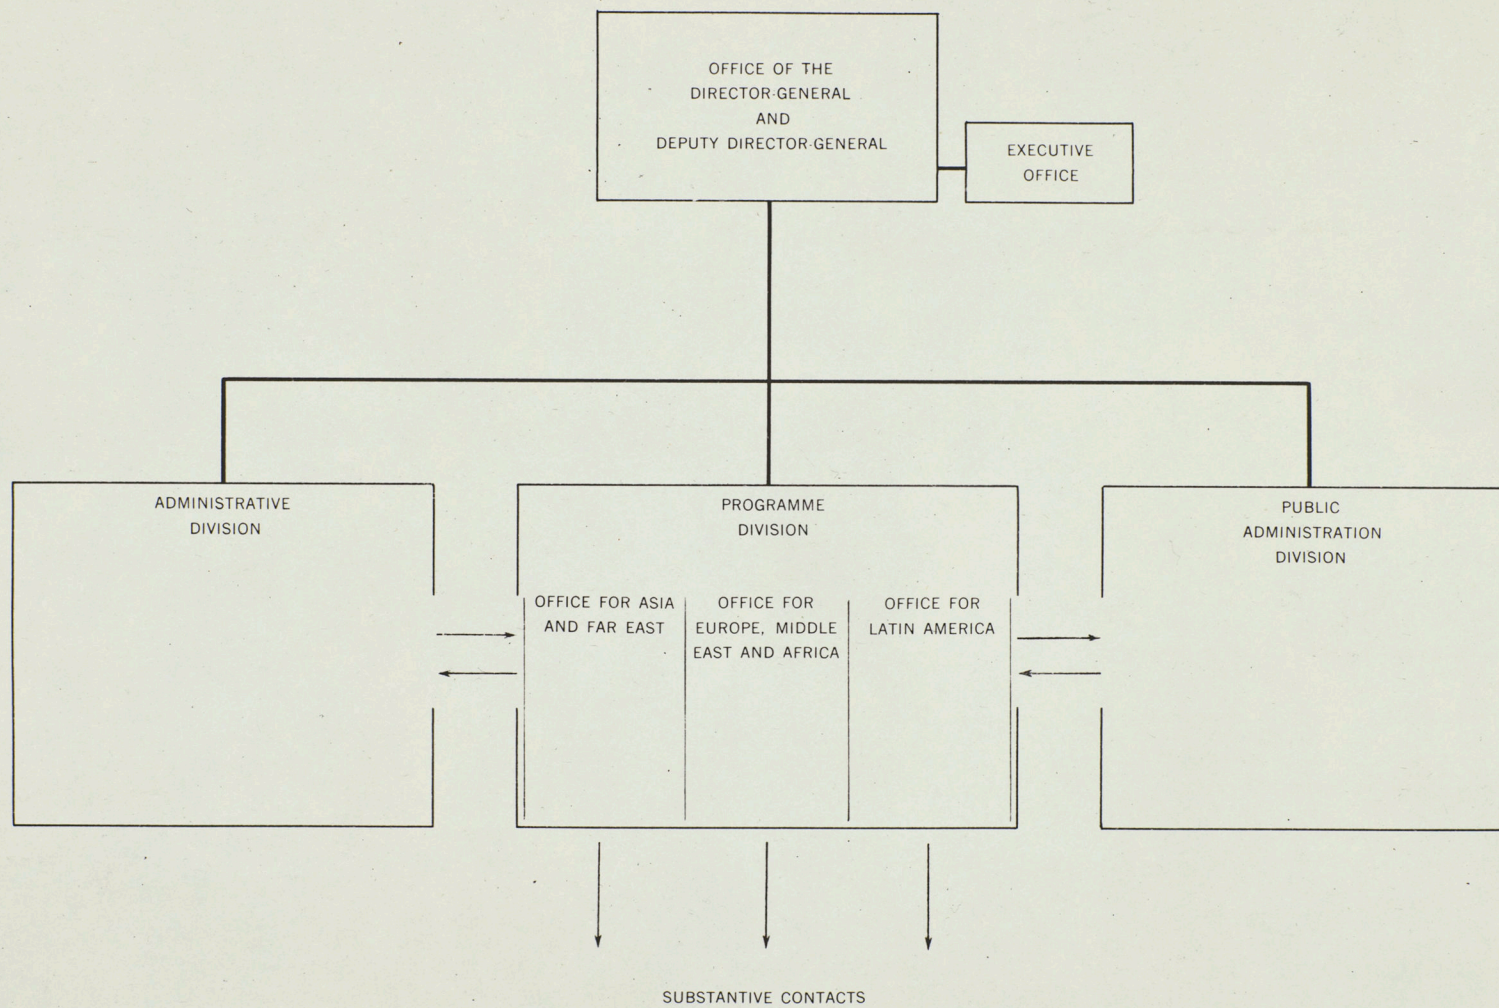 OFFICE OF THE
DIRECTOR-GENERAL
AND
DEPUTY DIRECTOR-GENERAL
EXECUTIVE
OFFICE
ADMINISTRATIVE
DIVISION
PROGRAMME
DIVISION
PUBLIC
ADMINISTRATION
DIVISION
OFFICE FOR ASIA
AND FAR EAST
OFFICE FOR
EUROPE, MIDDLE
EAST AND AFRICA
OFFICE FOR
LATIN AMERICA
SUBSTANTIVE CONTACTS